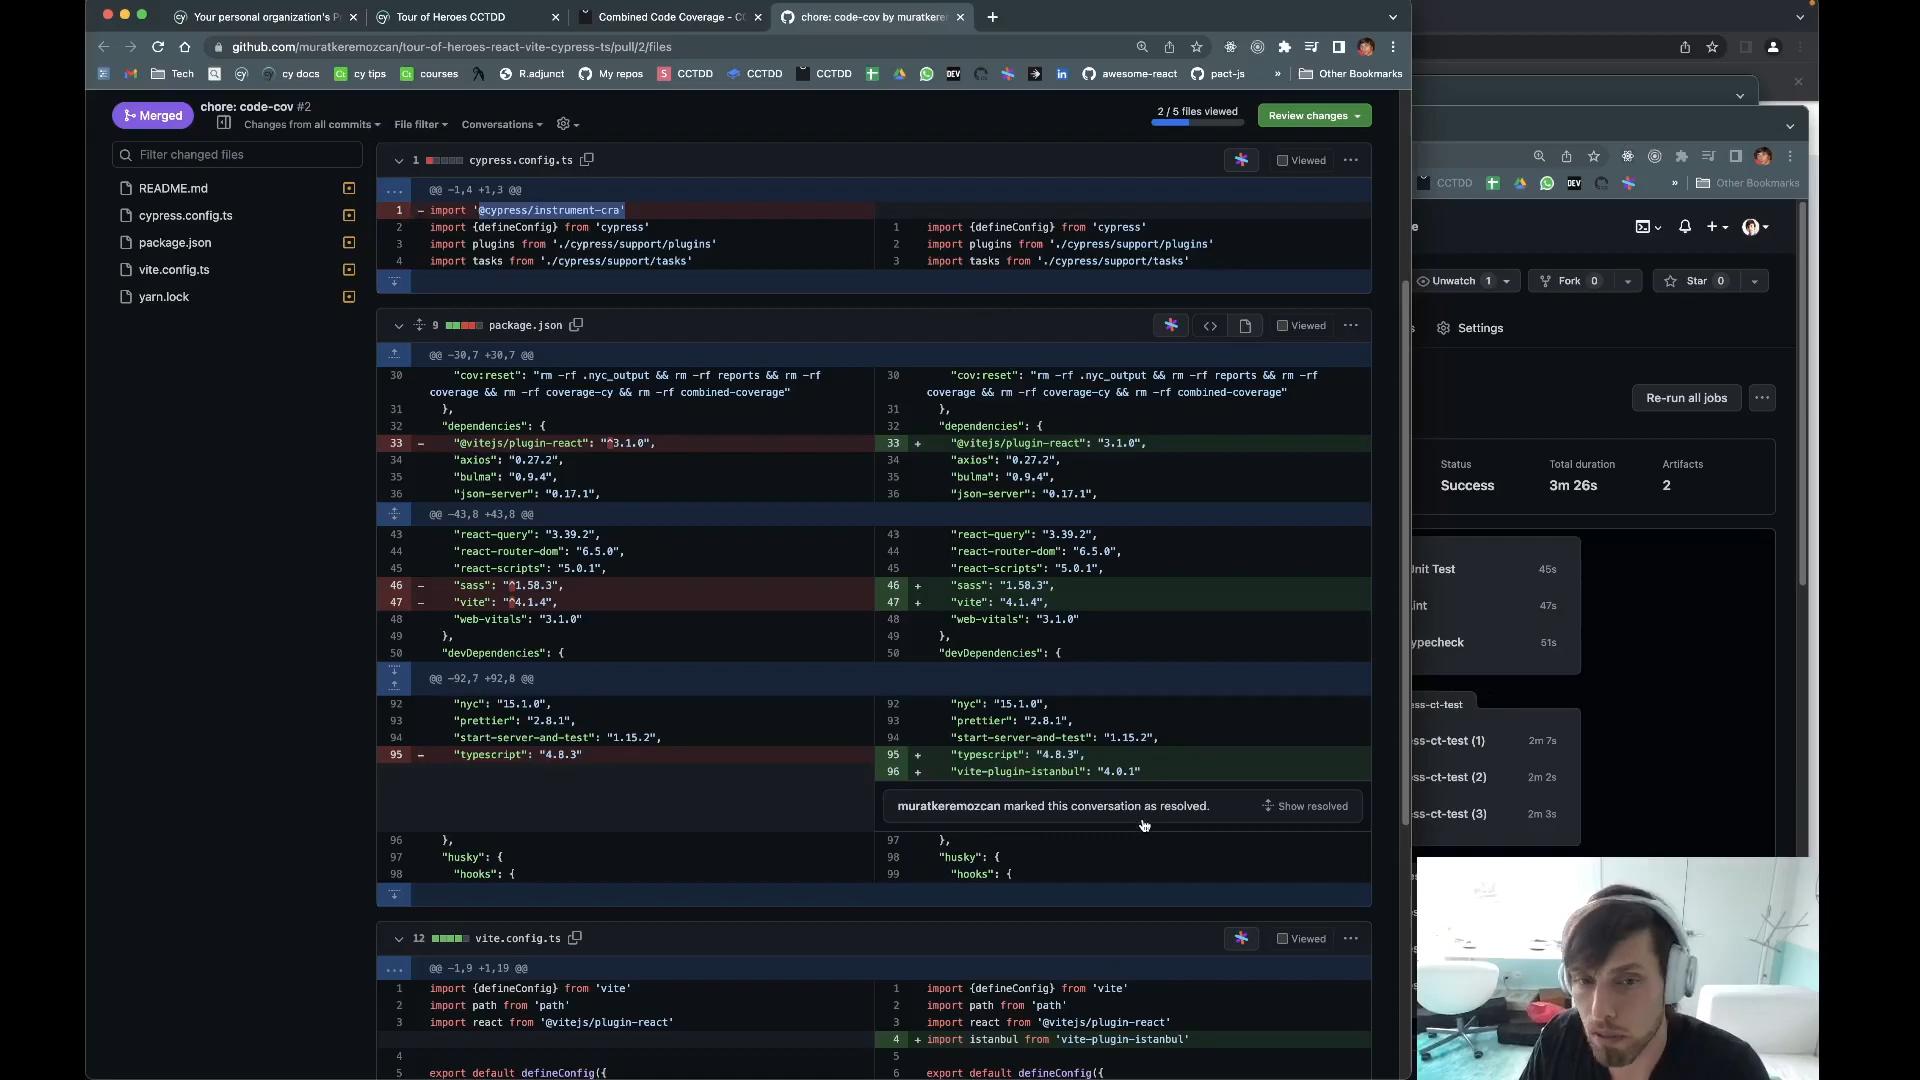 Your personal organization's P
Tour of Heroes CCTDD
Combined Code Coverage - CC
chore: code-cov by muratkerem
github.com/muratkeremozcan/tour-of-heroes-react-vite-cypress-ts/pull/2/files
Tech
cy docs
cy tips
courses
R.adjunct
My repos
CCTDD
CCTDD
CCTDD
awesome-react
pact-js
Other Bookmarks
Merged
chore: code-cov #2
Changes from all commits
File filter
Conversations
2 / 5 files viewed
Review changes
Filter changed files
README.md
cypress.config.ts
package.json
vite.config.ts
yarn.lock
1 cypress.config.ts
Viewed
@@ -1,4 +1,3 @@
1 – import '@cypress/instrument-cra'
2 import {defineConfig} from 'cypress'
3 import plugins from './cypress/support/plugins'
4 import tasks from './cypress/support/tasks'
1 import {defineConfig} from 'cypress'
2 import plugins from './cypress/support/plugins'
3 import tasks from './cypress/support/tasks'
9 package.json
Viewed
@@ -30,7 +30,7 @@
30 "cov:reset": "rm -rf .nyc_output && rm -rf reports && rm -rf
coverage && rm -rf coverage-cy && rm -rf combined-coverage"
31 },
32 "dependencies": {
33 – "@vitejs/plugin-react": "^3.1.0",
34 "axios": "0.27.2",
35 "bulma": "0.9.4",
36 "json-server": "0.17.1",
30 "cov:reset": "rm -rf .nyc_output && rm -rf reports && rm -rf
coverage && rm -rf coverage-cy && rm -rf combined-coverage"
31 },
32 "dependencies": {
33 + "@vitejs/plugin-react": "3.1.0",
34 "axios": "0.27.2",
35 "bulma": "0.9.4",
36 "json-server": "0.17.1",
@@ -43,8 +43,8 @@
43 "react-query": "3.39.2",
44 "react-router-dom": "6.5.0",
45 "react-scripts": "5.0.1",
46 – "sass": "^1.58.3",
47 – "vite": "^4.1.4",
48 "web-vitals": "3.1.0"
49 },
50 "devDependencies": {
43 "react-query": "3.39.2",
44 "react-router-dom": "6.5.0",
45 "react-scripts": "5.0.1",
46 + "sass": "1.58.3",
47 + "vite": "4.1.4",
48 "web-vitals": "3.1.0"
49 },
50 "devDependencies": {
@@ -92,7 +92,8 @@
92 "nyc": "15.1.0",
93 "prettier": "2.8.1",
94 "start-server-and-test": "1.15.2",
95 – "typescript": "4.8.3"
92 "nyc": "15.1.0",
93 "prettier": "2.8.1",
94 "start-server-and-test": "1.15.2",
95 + "typescript": "4.8.3",
96 + "vite-plugin-istanbul": "4.0.1"
muratkeremozcan marked this conversation as resolved.
Show resolved
96 },
97 "husky": {
98 "hooks": {
97 },
98 "husky": {
99 "hooks": {
12 vite.config.ts
Viewed
@@ -1,9 +1,19 @@
1 import {defineConfig} from 'vite'
2 import path from 'path'
3 import react from '@vitejs/plugin-react'
4
5 export default defineConfig({
1 import {defineConfig} from 'vite'
2 import path from 'path'
3 import react from '@vitejs/plugin-react'
4 + import istanbul from 'vite-plugin-istanbul'
5
6 export default defineConfig({
CCTDD
DEV
Other Bookmarks
Unwatch 1
Fork 0
Star 0
Settings
Re-run all jobs
Status
Success
Total duration
3m 26s
Artifacts
2
Unit Test 45s
int 47s
ypecheck 51s
ess-ct-test
ss-ct-test (1) 2m 7s
ss-ct-test (2) 2m 2s
ss-ct-test (3) 2m 3s